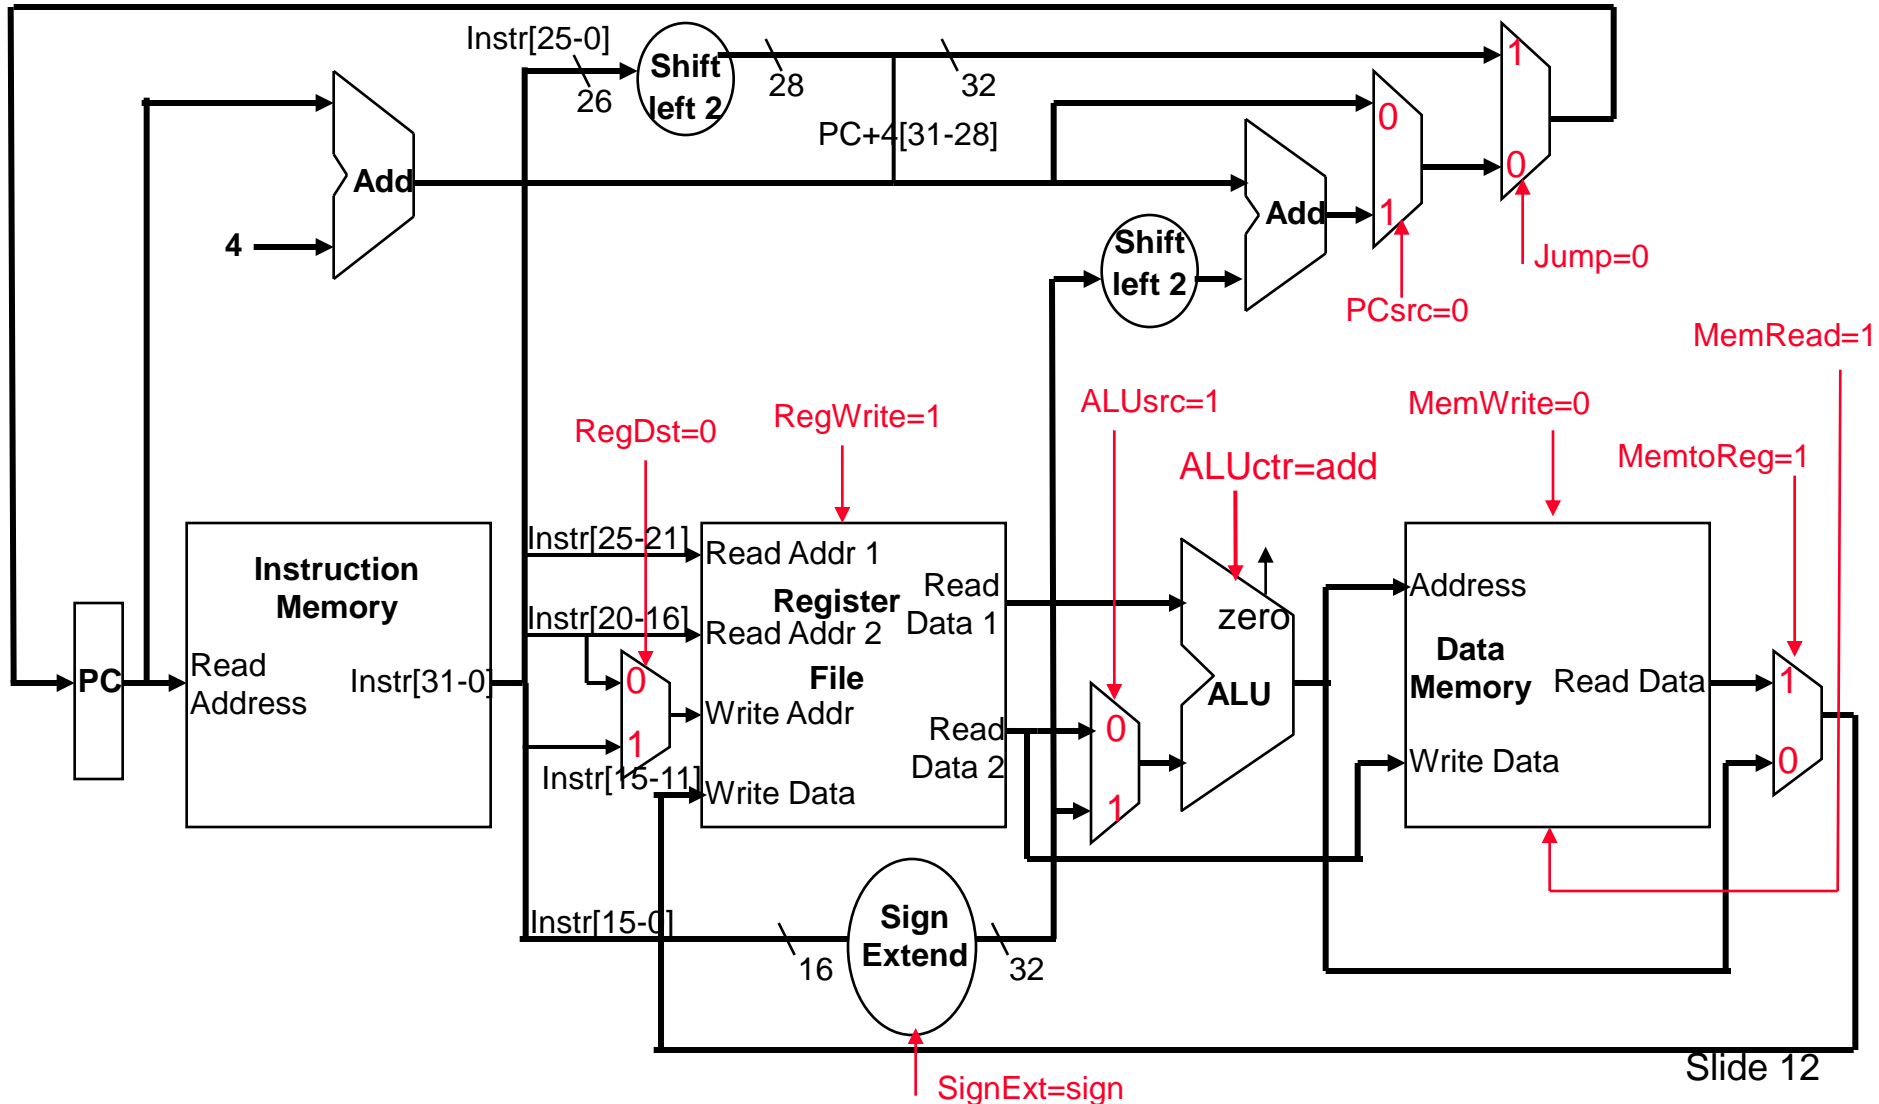 Instr[25-0]
26
Shift
left 2
28
32
PC+4[31-28]
1
0
0
1
Add
4
Add
Shift
left 2
Jump=0
PCsrc=0
MemRead=1
RegDst=0
RegWrite=1
ALUsrc=1
MemWrite=0
MemtoReg=1
ALUctr=add
PC
Instruction
Memory
Read
Address
Instr[31-0]
Instr[25-21]
Instr[20-16]
0
1
Instr[15-11]
Read Addr 1
Register
Read Addr 2
File
Write Addr
Write Data
Read
Data 1
Read
Data 2
0
1
zero
ALU
Address
Data
Memory
Read Data
Write Data
1
0
Instr[15-0]
16
Sign
Extend
32
SignExt=sign
Slide 12